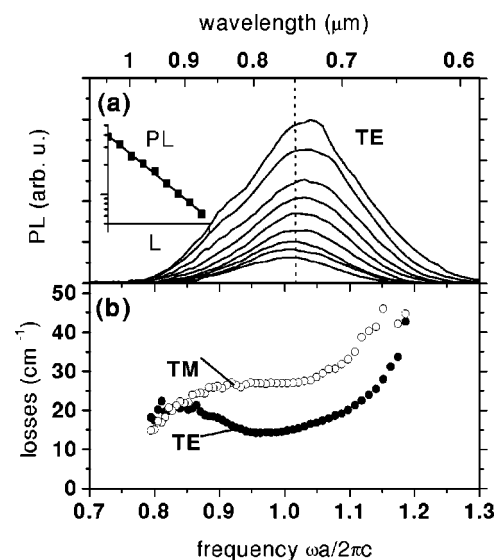 wavelength (μm)
1 0.9 0.8 0.7 0.6
(a)
PL
TE
L
PL (arb. u.)
50
(b)
40
30
TM
20
TE
10
0
losses (cm⁻¹)
0.7 0.8 0.9 1.0 1.1 1.2 1.3
frequency ωa/2πc